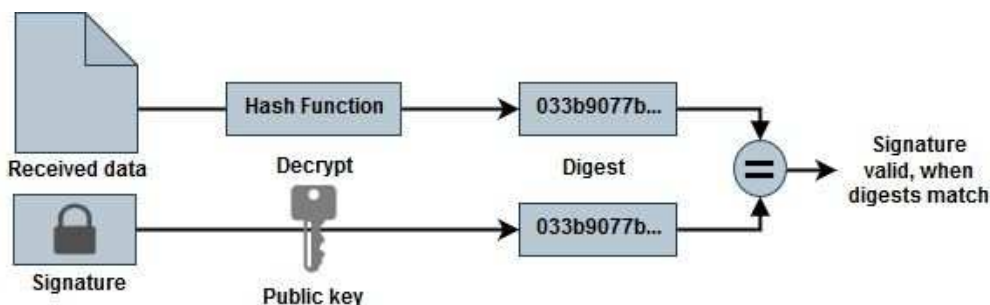 Hash Function
033b9077b...
Received data
Decrypt
Digest
=
Signature
valid, when
digests match
033b9077b...
Signature
Public key